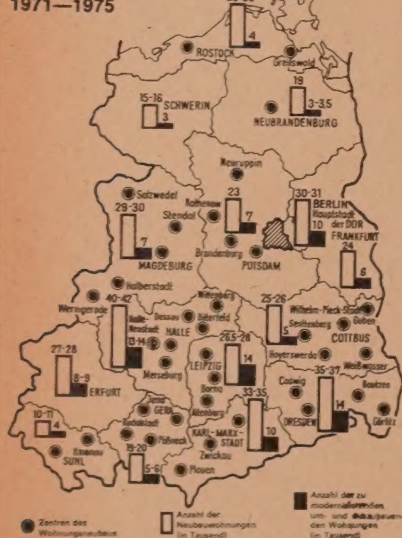 1971—1975
4
ROSTOCK
Greifswald
15-16
SCHWERIN
3
19
3-3,5
NEUBRANDENBURG
Neuruppin
Salzwedel
29-30
Stendal
7
MAGDEBURG
Rathenow
23
7
Brandenburg
POTSDAM
30-31
BERLIN
Hauptstadt
der DDR
10
FRANKFURT
24
6
Halberstadt
Wernigerode
40-42
Halle-
Neustadt
13-14
Dessau
Wittenberg
Bitterfeld
HALLE
Merseburg
25-26
5
Wilhelm-Pieck-Stadt
Guben
Senftenberg
COTTBUS
Hoyerswerda
Weißwasser
27-28
8-9
ERFURT
LEIPZIG
26,5-28
14
Borna
Altenburg
Coswig
35-37
14
DRESDEN
Bautzen
Görlitz
10-11
4
Ilmenau
SUHL
Jena
GERA
Rudolstadt
Pößneck
19-20
5-6
33-35
10
KARL-MARX-
STADT
Zwickau
Plauen
Zentren des
Wohnungsneubaus
Anzahl der
Neubauwohnungen
(in Tausend)
Anzahl der zu
um- und
den Wohnungen
(in Tausend)